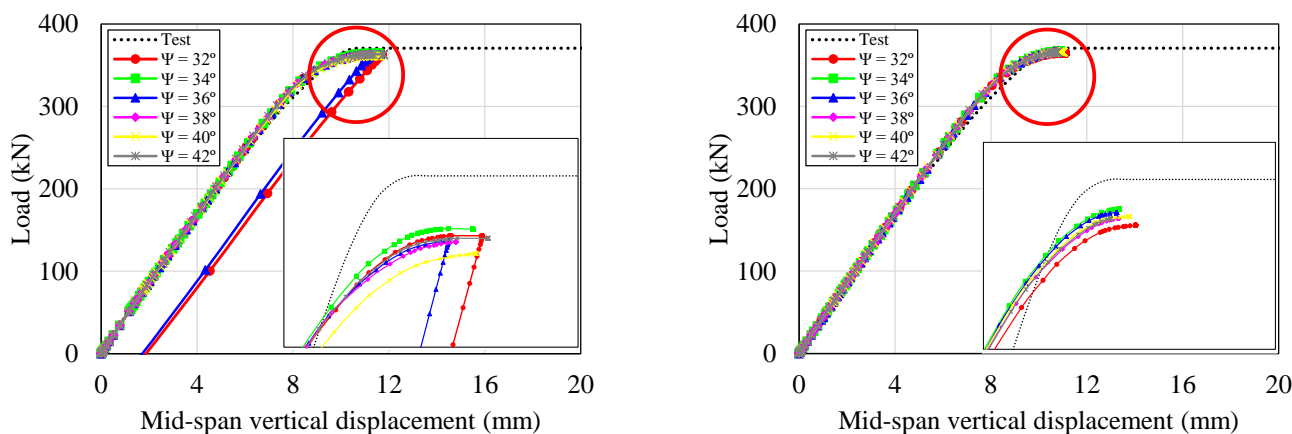 400
300
200
100
0
Load (kN)
Test
Ψ = 32º
Ψ = 34º
Ψ = 36º
Ψ = 38º
Ψ = 40º
Ψ = 42º
0 4 8 12 16 20
Mid-span vertical displacement (mm)
400
300
200
100
0
Load (kN)
Test
Ψ = 32º
Ψ = 34º
Ψ = 36º
Ψ = 38º
Ψ = 40º
Ψ = 42º
0 4 8 12 16 20
Mid-span vertical displacement (mm)